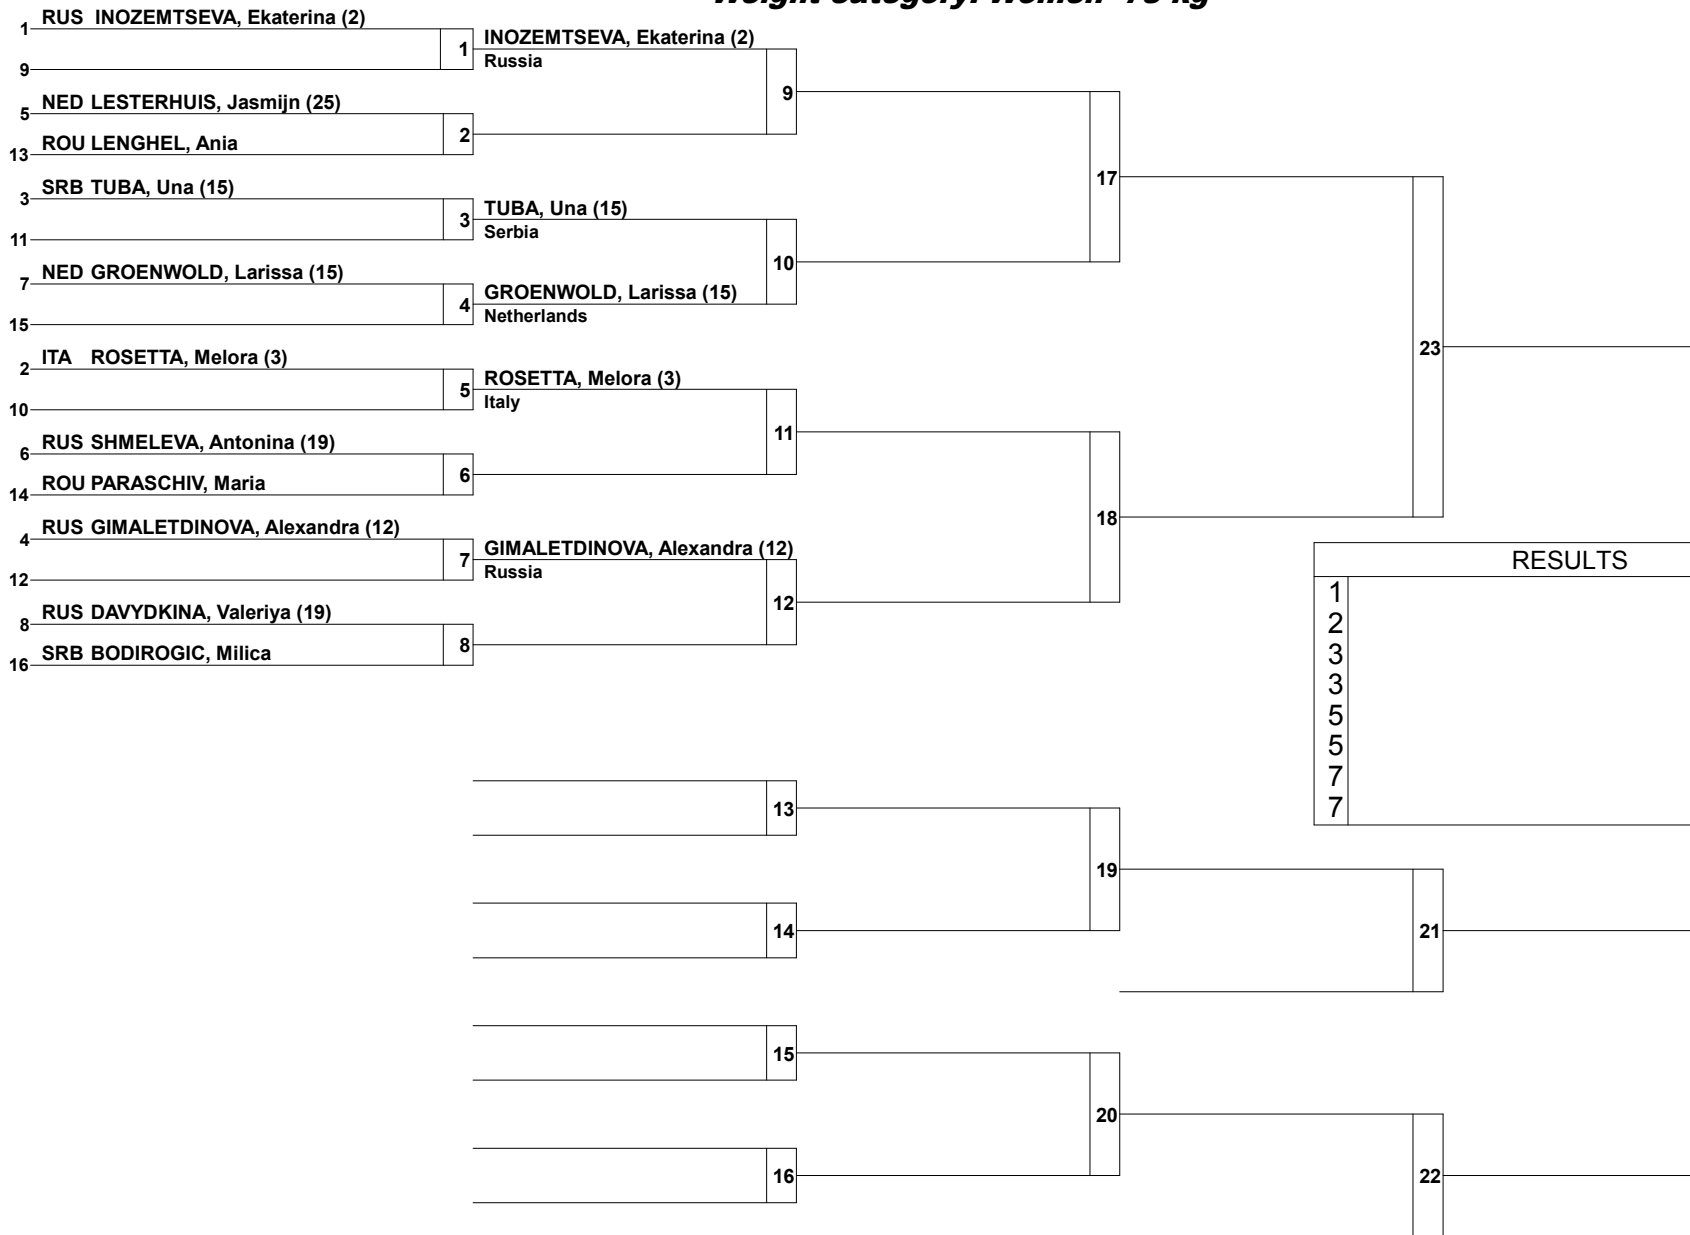 1 RUS INOZEMTSEVA, Ekaterina (2)
9
1 INOZEMTSEVA, Ekaterina (2)
Russia
5 NED LESTERHUIS, Jasmijn (25)
13 ROU LENGHEL, Ania
2
9
3 SRB TUBA, Una (15)
11
3 TUBA, Una (15)
Serbia
7 NED GROENWOLD, Larissa (15)
15
4 GROENWOLD, Larissa (15)
Netherlands
10
17
2 ITA ROSETTA, Melora (3)
10
5 ROSETTA, Melora (3)
Italy
6 RUS SHMELEVA, Antonina (19)
14 ROU PARASCHIV, Maria
6
11
4 RUS GIMALETDINOVA, Alexandra (12)
12
7 GIMALETDINOVA, Alexandra (12)
Russia
8 RUS DAVYDKINA, Valeriya (19)
16 SRB BODIROGIC, Milica
8
12
18
23
RESULTS
1
2
3
3
5
5
7
7
13
14
19
21
15
16
20
22